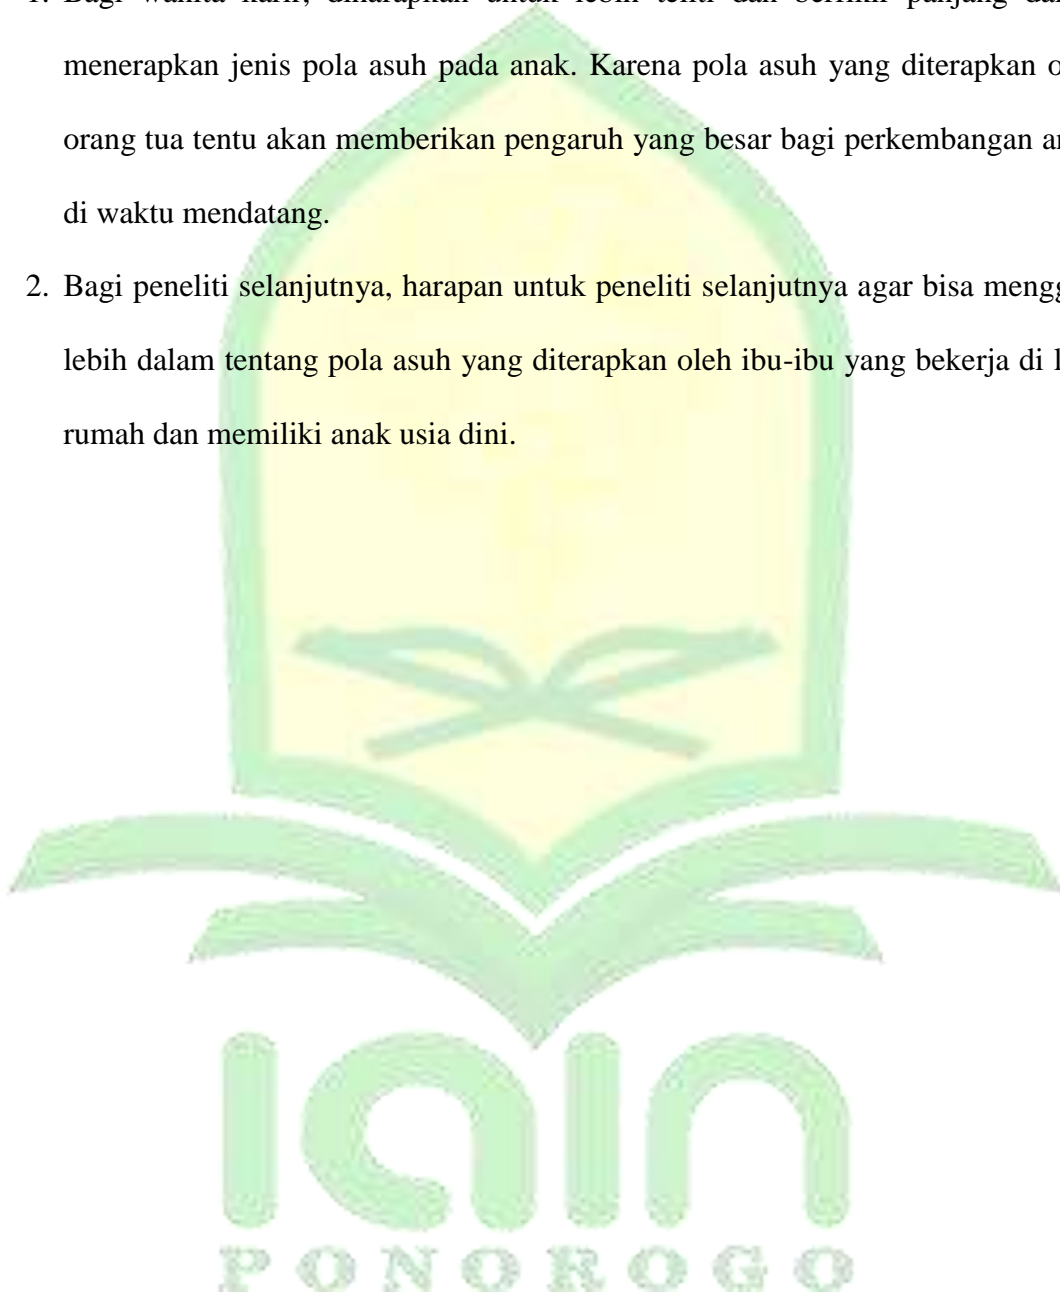 menerapkan jenis pola asuh pada anak. Karena pola asuh yang diterapkan
orang tua tentu akan memberikan pengaruh yang besar bagi perkembangan
di waktu mendatang.
2. Bagi peneliti selanjutnya, harapan untuk peneliti selanjutnya agar bisa
lebih dalam tentang pola asuh yang diterapkan oleh ibu-ibu yang bekerja di
rumah dan memiliki anak usia dini.
iain
PONOROGO